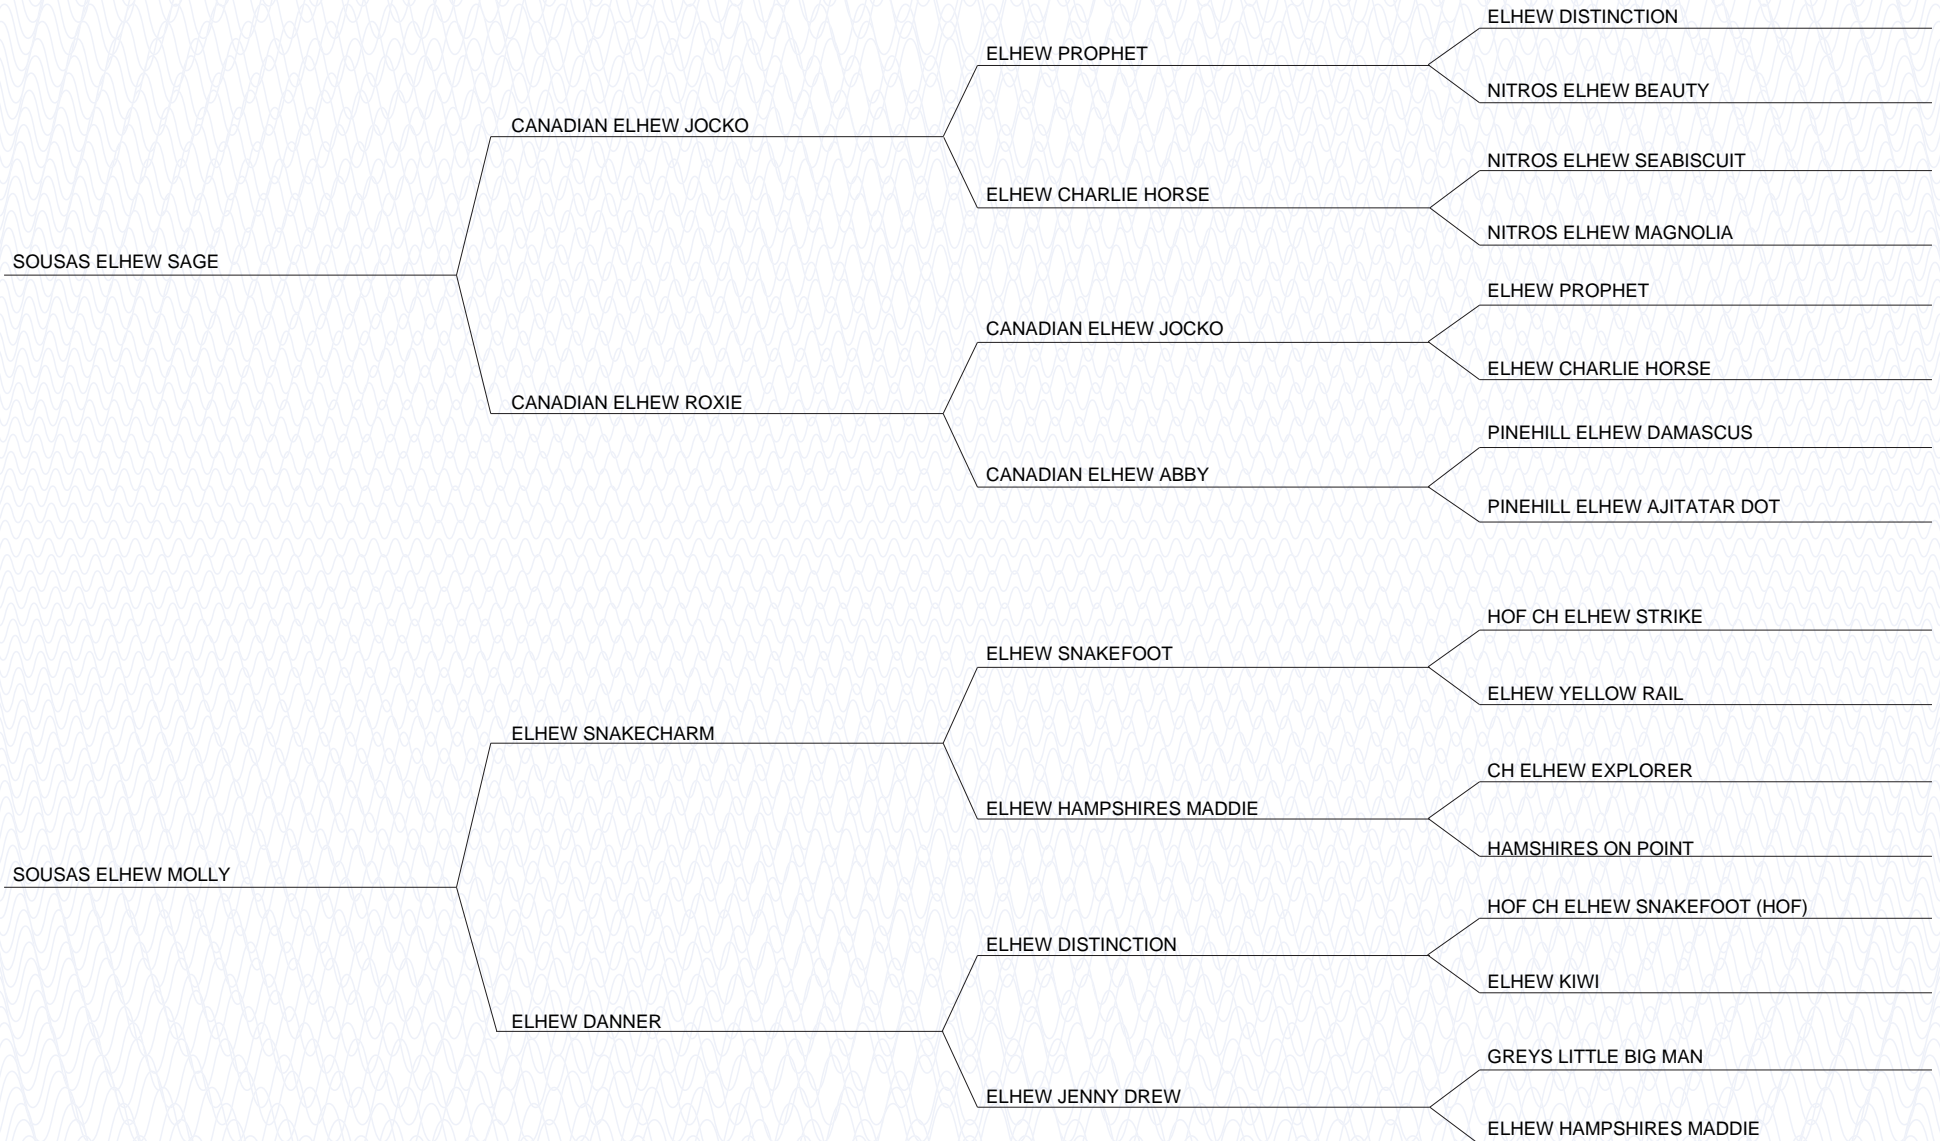 ELHEW DISTINCTION
ELHEW PROPHET
NITROS ELHEW BEAUTY
CANADIAN ELHEW JOCKO
NITROS ELHEW SEABISCUIT
ELHEW CHARLIE HORSE
NITROS ELHEW MAGNOLIA
SOUSAS ELHEW SAGE
ELHEW PROPHET
CANADIAN ELHEW JOCKO
ELHEW CHARLIE HORSE
CANADIAN ELHEW ROXIE
PINEHILL ELHEW DAMASCUS
CANADIAN ELHEW ABBY
PINEHILL ELHEW AJITATAR DOT
HOF CH ELHEW STRIKE
ELHEW SNAKEFOOT
ELHEW YELLOW RAIL
ELHEW SNAKECHARM
CH ELHEW EXPLORER
ELHEW HAMPSHIRES MADDIE
HAMSHIRES ON POINT
SOUSAS ELHEW MOLLY
HOF CH ELHEW SNAKEFOOT (HOF)
ELHEW DISTINCTION
ELHEW KIWI
ELHEW DANNER
GREYS LITTLE BIG MAN
ELHEW JENNY DREW
ELHEW HAMPSHIRES MADDIE